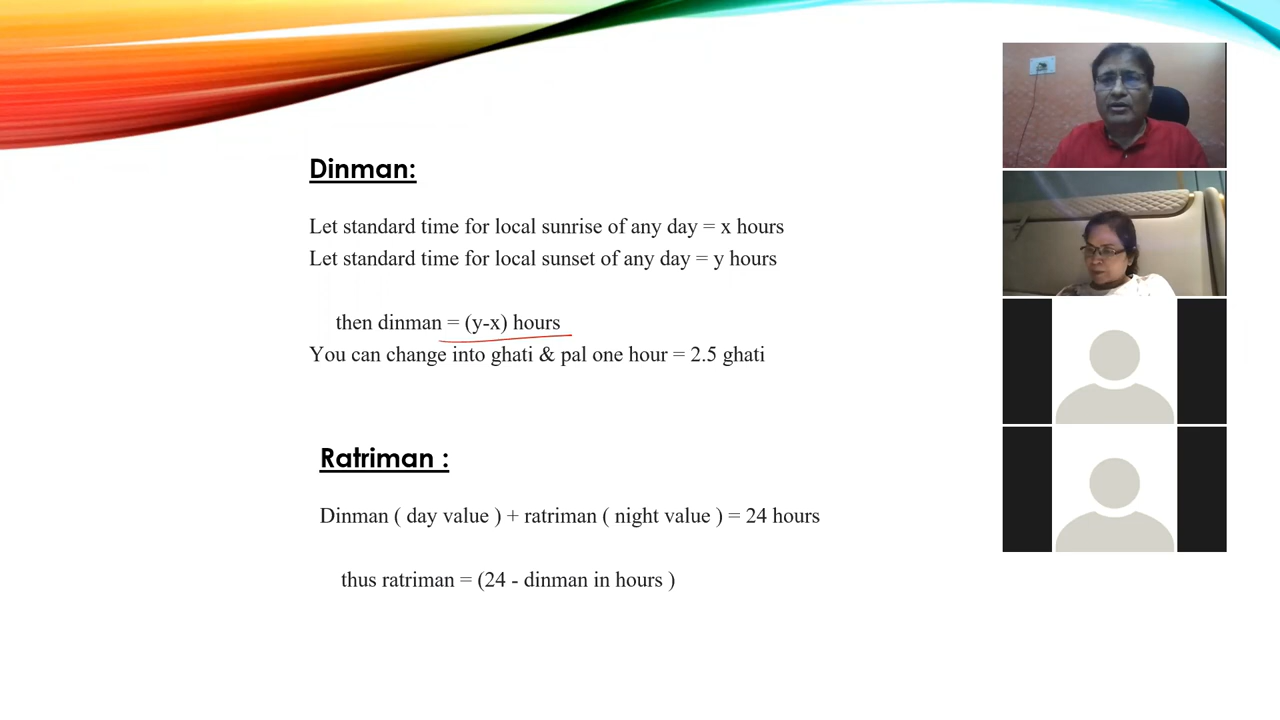 Dinman:
Let standard time for local sunrise of any day = x hours
Let standard time for local sunset of any day = y hours
then dinman = (y-x) hours
You can change into ghati & pal one hour = 2.5 ghati
Ratriman :
Dinman ( day value ) + ratriman ( night value ) = 24 hours
thus ratriman = (24 - dinman in hours )